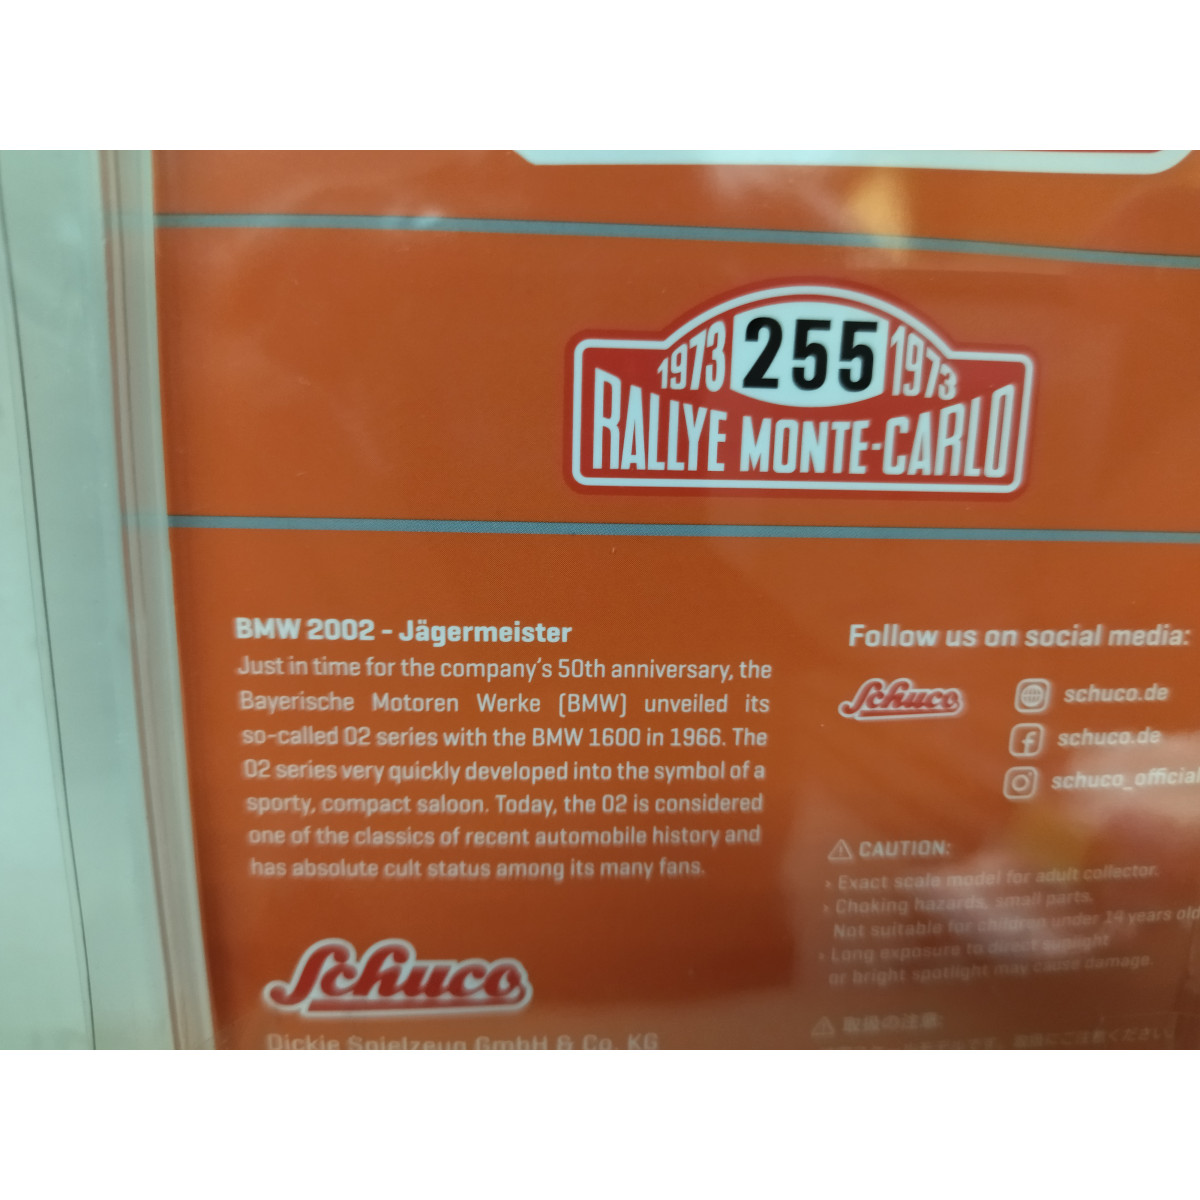 1973 255 1973
RALLYE MONTE-CARLO
BMW 2002 - Jägermeister
Just in time for the company's 50th anniversary, the
Bayerische Motoren Werke (BMW) unveiled its
so-called 02 series with the BMW 1600 in 1966. The
02 series very quickly developed into the symbol of a
sporty, compact saloon. Today, the 02 is considered
one of the classics of recent automobile history and
has absolute cult status among its many fans.
Schuco
Dickie Spielzeug GmbH & Co. KG
Follow us on social media:
Schuco
schuco.de
schuco.de
schuco_official
CAUTION:
› Exact scale model for adult collector.
› Choking hazards, small parts.
Not suitable for children under 14 years old
› Long exposure to direct sunlight
or bright spotlight may cause damage.
取扱の注意: